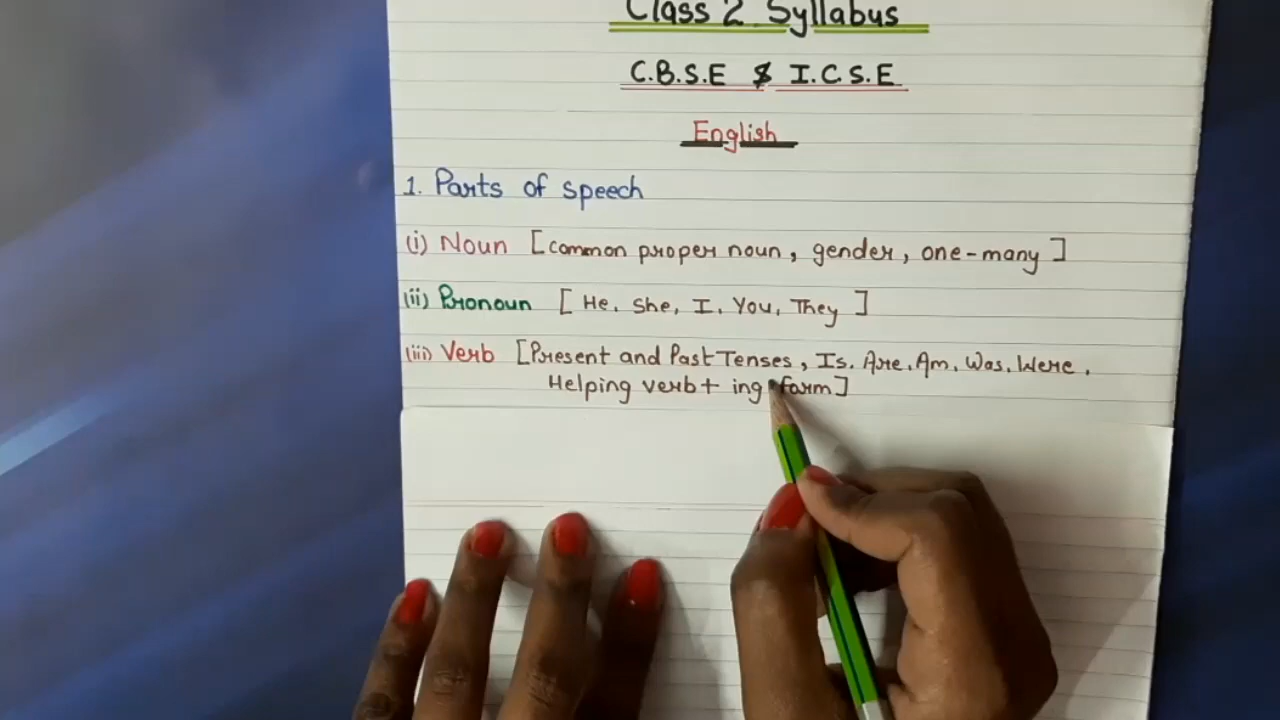 Class 2 Syllabus
C.B.S.E & I.C.S.E
English
1. Parts of speech
(i) Noun [common proper noun, gender, one-many]
(ii) Pronoun [He, She, I, You, They]
(iii) Verb [Present and Past Tenses, Is, Are, Am, Was, Were,
Helping verb + ing farm]